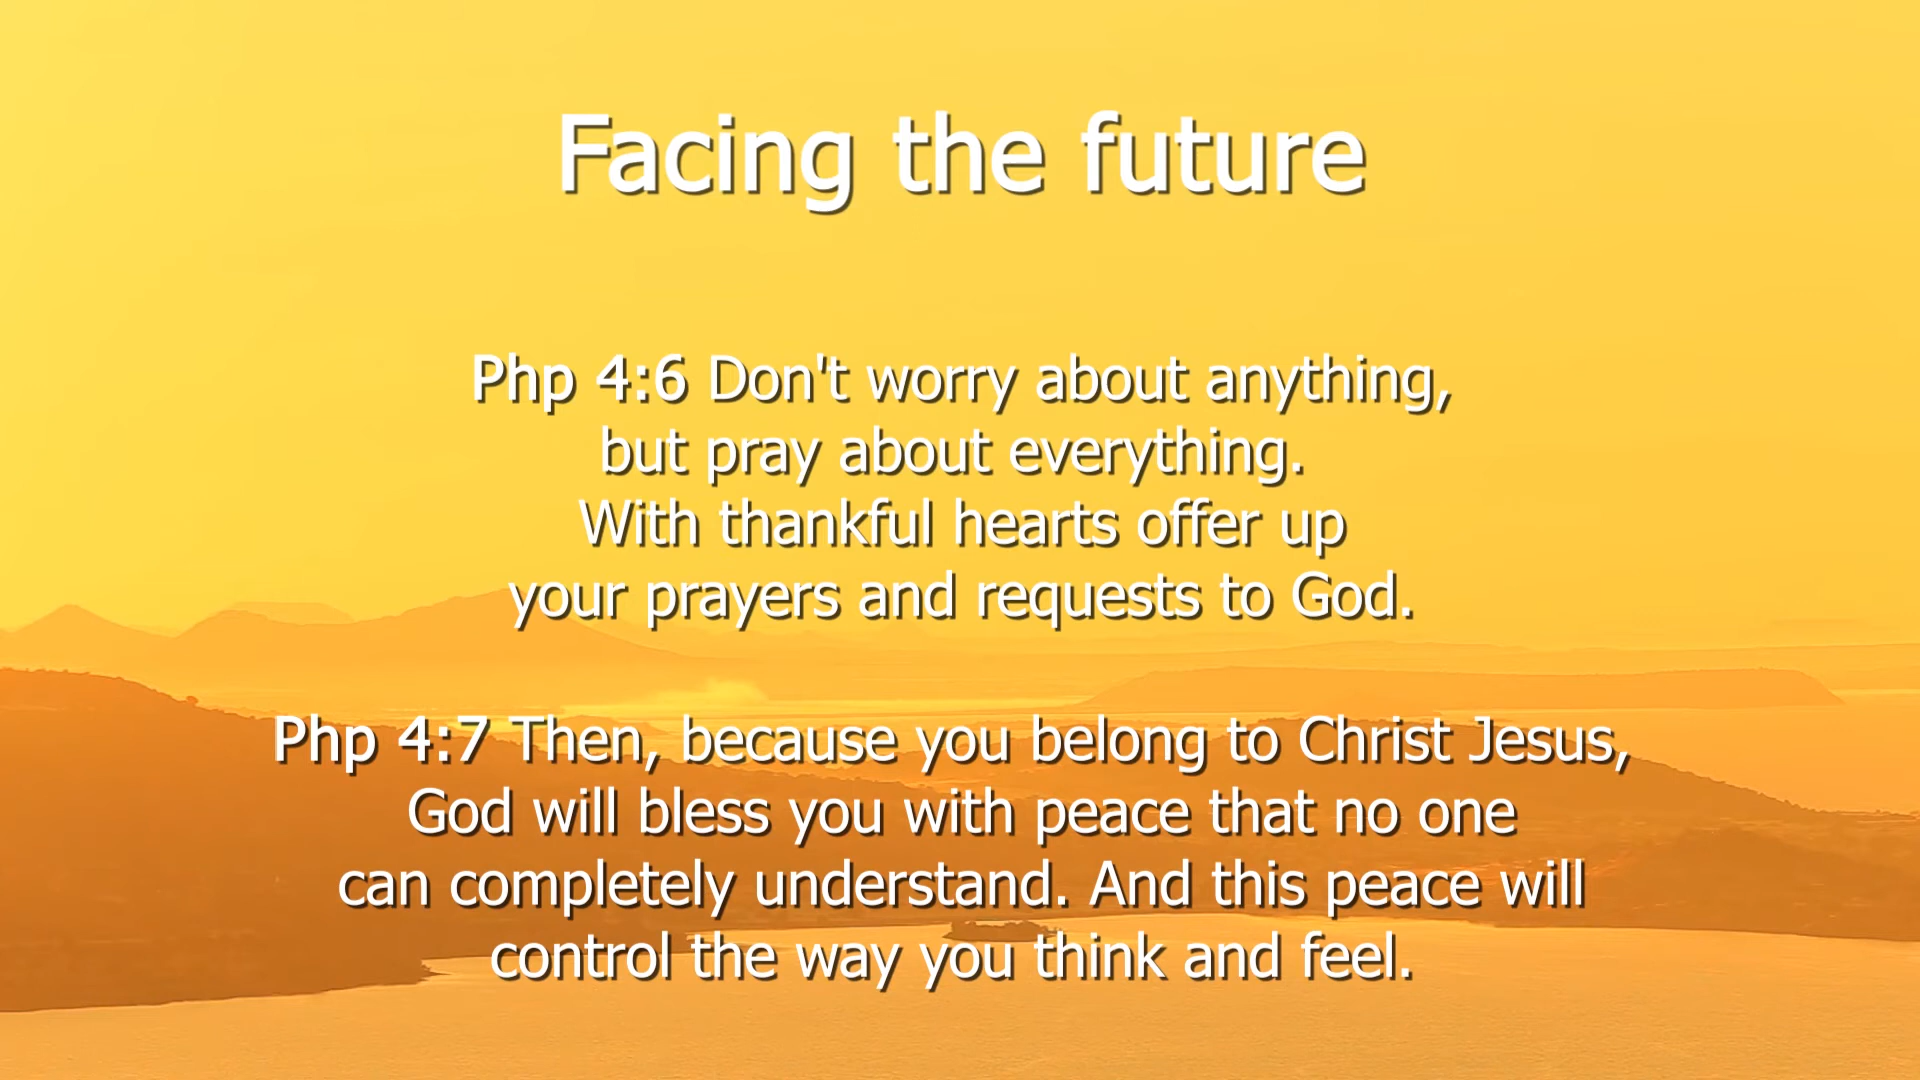 Facing the future
Php 4:6 Don't worry about anything,
but pray about everything.
With thankful hearts offer up
your prayers and requests to God.
Php 4:7 Then, because you belong to Christ Jesus,
God will bless you with peace that no one
can completely understand. And this peace will
control the way you think and feel.